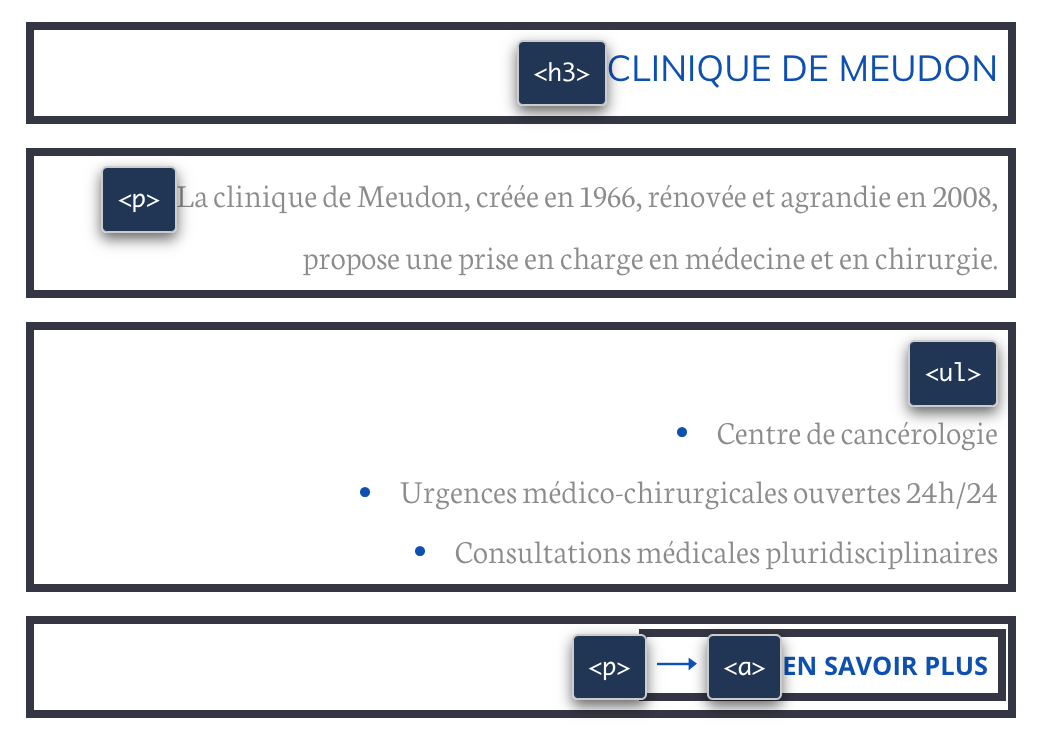 <h3> CLINIQUE DE MEUDON
<p> La clinique de Meudon, créée en 1966, rénovée et agrandie en 2008,
propose une prise en charge en médecine et en chirurgie.
<ul>
• Centre de cancérologie
• Urgences médico-chirurgicales ouvertes 24h/24
• Consultations médicales pluridisciplinaires
<p> → <a> EN SAVOIR PLUS